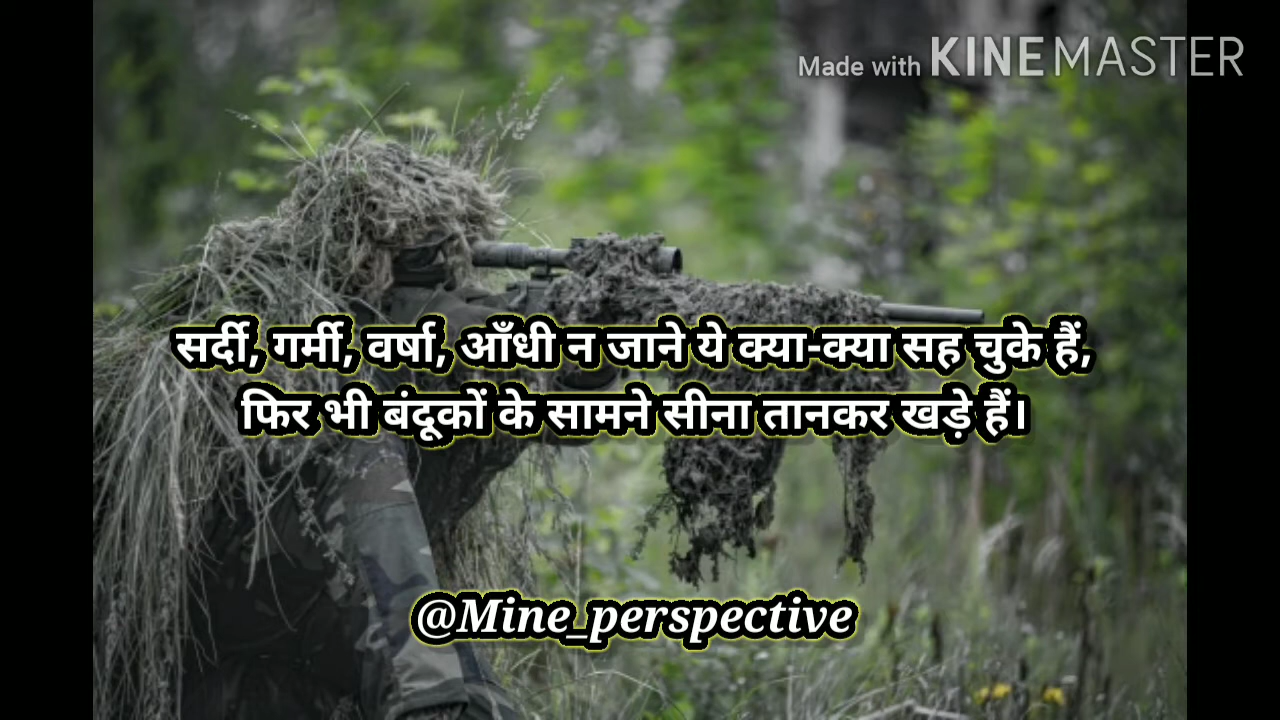 Made with KINEMASTER
सर्दी, गर्मी, वर्षा, आँधी न जाने ये क्या-क्या सह चुके हैं,
फिर भी बंदूकों के सामने सीना तानकर खड़े हैं।
@Mine_perspective